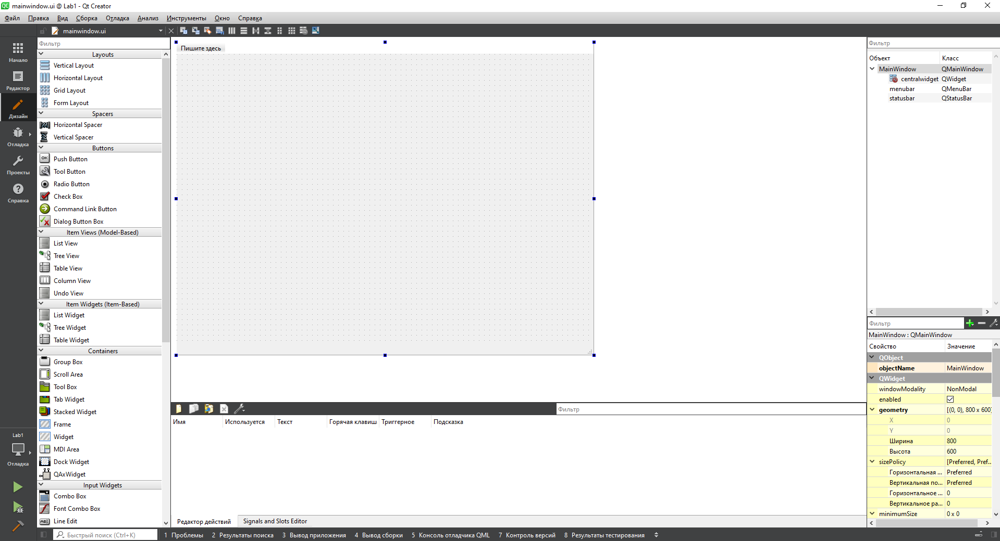 mainwindow.ui @ Lab1 - Qt Creator
Файл Правка Вид Сборка Отладка Анализ Инструменты Окно Справка
mainwindow.ui
Начало
Редактор
Дизайн
Отладка
Проекты
Справка
Lab1
Отладка
Фильтр
Layouts
Vertical Layout
Horizontal Layout
Grid Layout
Form Layout
Spacers
Horizontal Spacer
Vertical Spacer
Buttons
OK Push Button
Tool Button
Radio Button
Check Box
Command Link Button
Dialog Button Box
Item Views (Model-Based)
List View
Tree View
Table View
Column View
Undo View
Item Widgets (Item-Based)
List Widget
Tree Widget
Table Widget
Containers
Group Box
Scroll Area
Tool Box
Tab Widget
Stacked Widget
Frame
Widget
MDI Area
Dock Widget
QAxWidget
Input Widgets
Combo Box
Font Combo Box
Line Edit
Пишите здесь
Фильтр
Имя Используется Текст Горячая клавиш Триггерное Подсказка
Редактор действий Signals and Slots Editor
Фильтр
Объект Класс
MainWindow QMainWindow
centralwidget QWidget
menubar QMenuBar
statusbar QStatusBar
Фильтр
MainWindow : QMainWindow
Свойство Значение
QObject
objectName MainWindow
QWidget
windowModality NonModal
enabled
geometry [(0, 0), 800 x 600]
X 0
Y 0
Ширина 800
Высота 600
sizePolicy [Preferred, Pref...
Горизонтальная ... Preferred
Вертикальная по... Preferred
Горизонтальное ... 0
Вертикальное ра... 0
minimumSize 0 x 0
Быстрый поиск (Ctrl+K) 1 Проблемы 2 Результаты поиска 3 Вывод приложения 4 Вывод сборки 5 Консоль отладчика QML 7 Контроль версий 8 Результаты тестирования